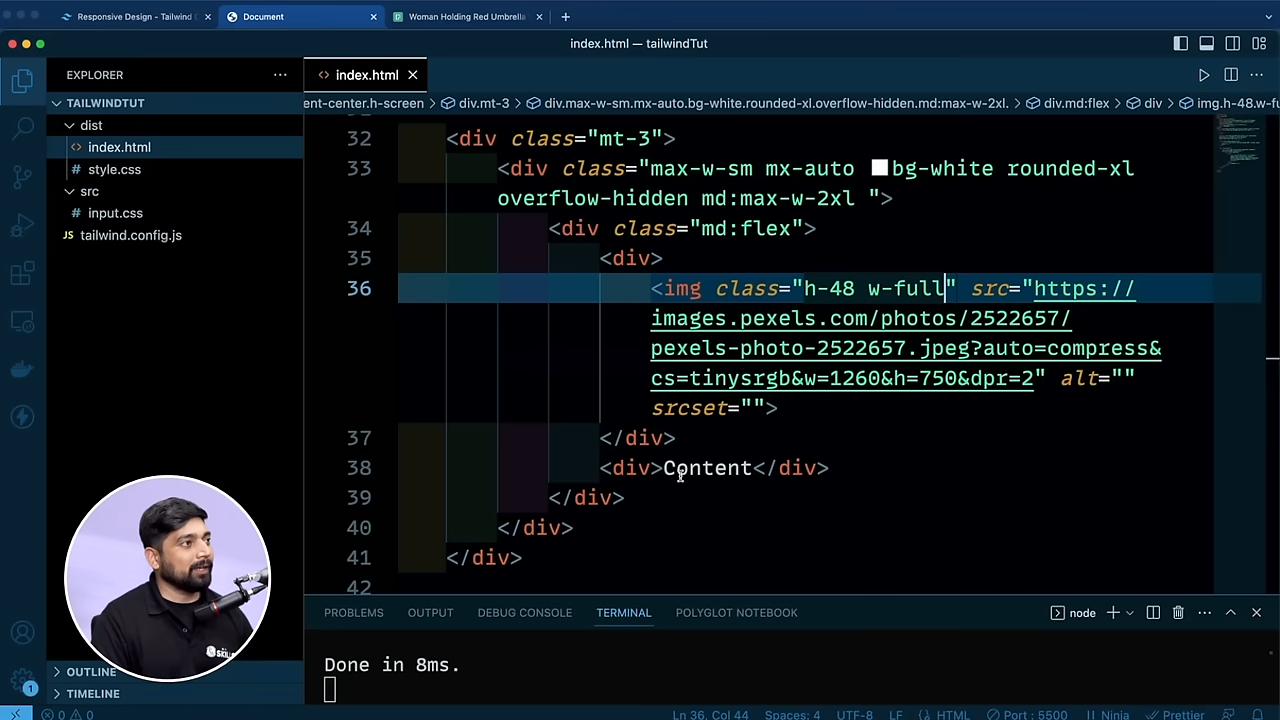 Responsive Design - Tailwind
Document
Woman Holding Red Umbrella
index.html — tailwindTut
EXPLORER
index.html
ent-center.h-screen > div.mt-3 > div.max-w-sm.mx-auto.bg-white.rounded-xl.overflow-hidden.md:max-w-2xl. > div.md:flex > div > img.h-48.w-fu
TAILWINDTUT
dist
index.html
# style.css
src
# input.css
JS tailwind.config.js
32 <div class="mt-3">
33 <div class="max-w-sm mx-auto bg-white rounded-xl
overflow-hidden md:max-w-2xl ">
34 <div class="md:flex">
35 <div>
36 <img class="h-48 w-full" src="https://
images.pexels.com/photos/2522657/
pexels-photo-2522657.jpeg?auto=compress&
cs=tinysrgb&w=1260&h=750&dpr=2" alt=""
srcset="">
37 </div>
38 <div>Content</div>
39 </div>
40 </div>
41 </div>
42
PROBLEMS OUTPUT DEBUG CONSOLE TERMINAL POLYGLOT NOTEBOOK
node
Done in 8ms.
OUTLINE
TIMELINE
1
0 0
Ln 36, Col 44 Spaces: 4 UTF-8 LF HTML Port : 5500 Ninja Prettier